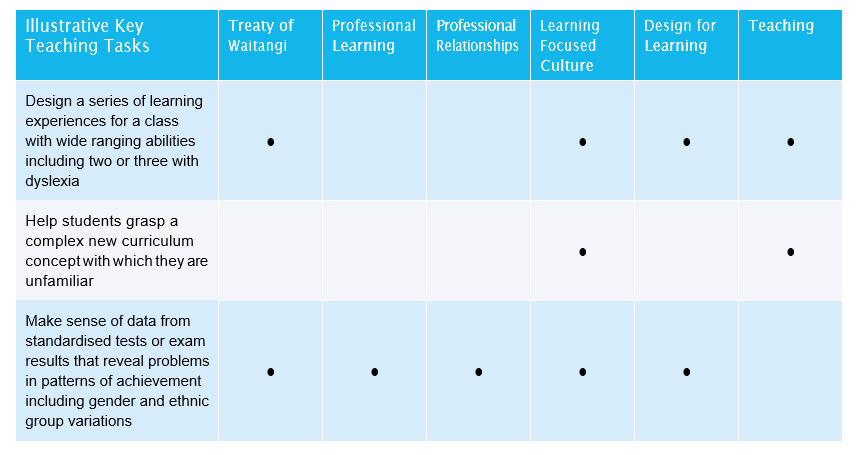 Illustrative Key
Teaching Tasks
Treaty of
Waitangi
Professional
Learning
Professional
Relationships
Learning
Focused
Culture
Design for
Learning
Teaching
Design a series of learning
experiences for a class
with wide ranging abilities
including two or three with
dyslexia
• • • •
Help students grasp a
complex new curriculum
concept with which they are
unfamiliar
• •
Make sense of data from
standardised tests or exam
results that reveal problems
in patterns of achievement
including gender and ethnic
group variations
• • • • •